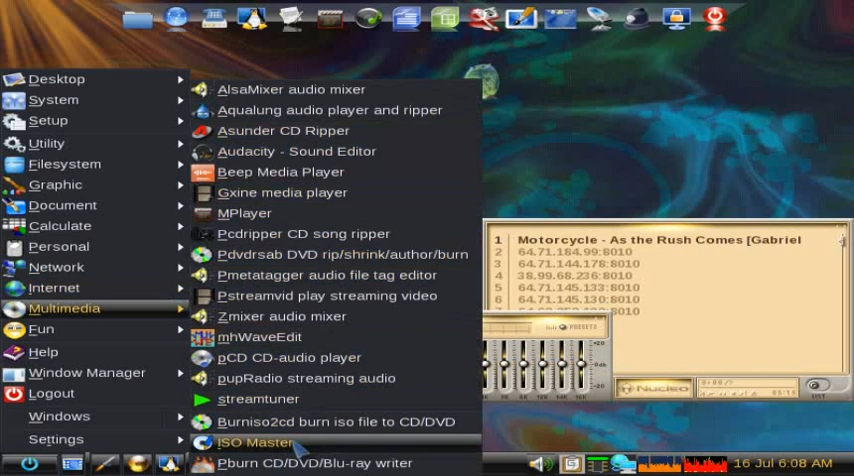 Desktop
System
Setup
Utility
Filesystem
Graphic
Document
Calculate
Personal
Network
Internet
Multimedia
Fun
Help
Window Manager
Logout
Windows
Settings
AlsaMixer audio mixer
Aqualung audio player and ripper
Asunder CD Ripper
Audacity - Sound Editor
Beep Media Player
Gxine media player
MPlayer
Pcdripper CD song ripper
Pdvdrsab DVD rip/shrink/author/burn
Pmetatagger audio file tag editor
Pstreamvid play streaming video
Zmixer audio mixer
mhWaveEdit
pCD CD-audio player
pupRadio streaming audio
streamtuner
Burniso2cd burn iso file to CD/DVD
ISO Master
Pburn CD/DVD/Blu-ray writer
1 Motorcycle - As the Rush Comes [Gabriel
2 64.71.184.99:8010
3 64.71.144.178:8010
4 38.99.68.236:8010
5 64.71.145.133:8010
6 64.71.145.130:8010
PRESETS
+20
0db
-20
Nucleo
LIST
16 Jul 6:08 AM